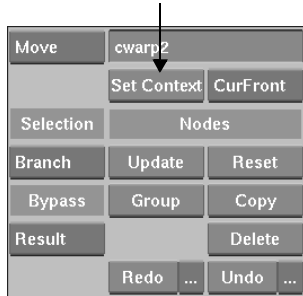 Move cwarp2
Set Context CurFront
Selection Nodes
Branch Update Reset
Bypass Group Copy
Result Delete
Redo ... Undo ...